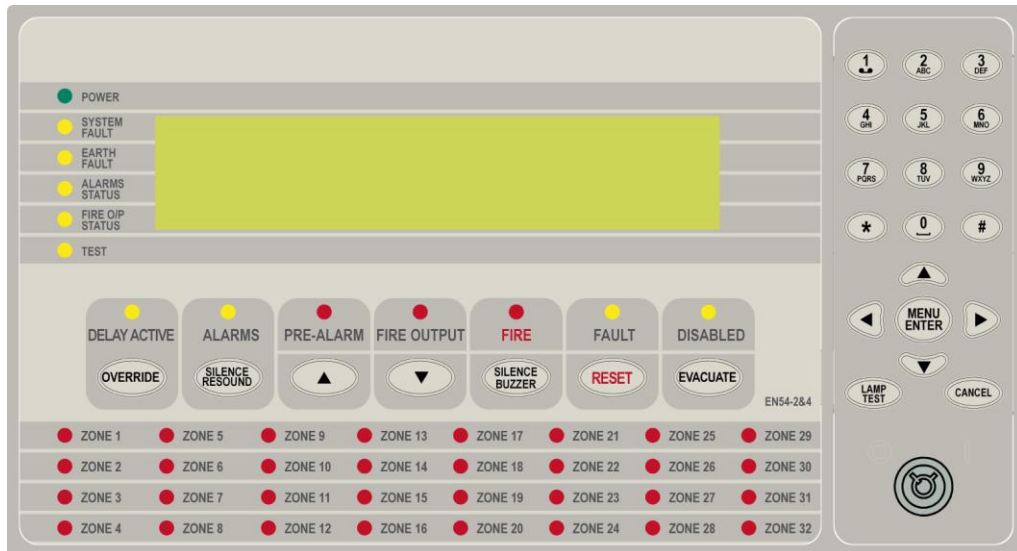 POWER
SYSTEM
FAULT
EARTH
FAULT
ALARMS
STATUS
FIRE O/P
STATUS
TEST
DELAY ACTIVE
ALARMS
PRE-ALARM
FIRE OUTPUT
FIRE
FAULT
DISABLED
OVERRIDE
SILENCE
RESOUND
SILENCE
BUZZER
RESET
EVACUATE
EN54-2&4
ZONE 1 ZONE 5 ZONE 9 ZONE 13 ZONE 17 ZONE 21 ZONE 25 ZONE 29
ZONE 2 ZONE 6 ZONE 10 ZONE 14 ZONE 18 ZONE 22 ZONE 26 ZONE 30
ZONE 3 ZONE 7 ZONE 11 ZONE 15 ZONE 19 ZONE 23 ZONE 27 ZONE 31
ZONE 4 ZONE 8 ZONE 12 ZONE 16 ZONE 20 ZONE 24 ZONE 28 ZONE 32
1
2
ABC
3
DEF
4
GHI
5
JKL
6
MNO
7
PQRS
8
TUV
9
WXYZ
*
0
#
MENU
ENTER
LAMP
TEST
CANCEL